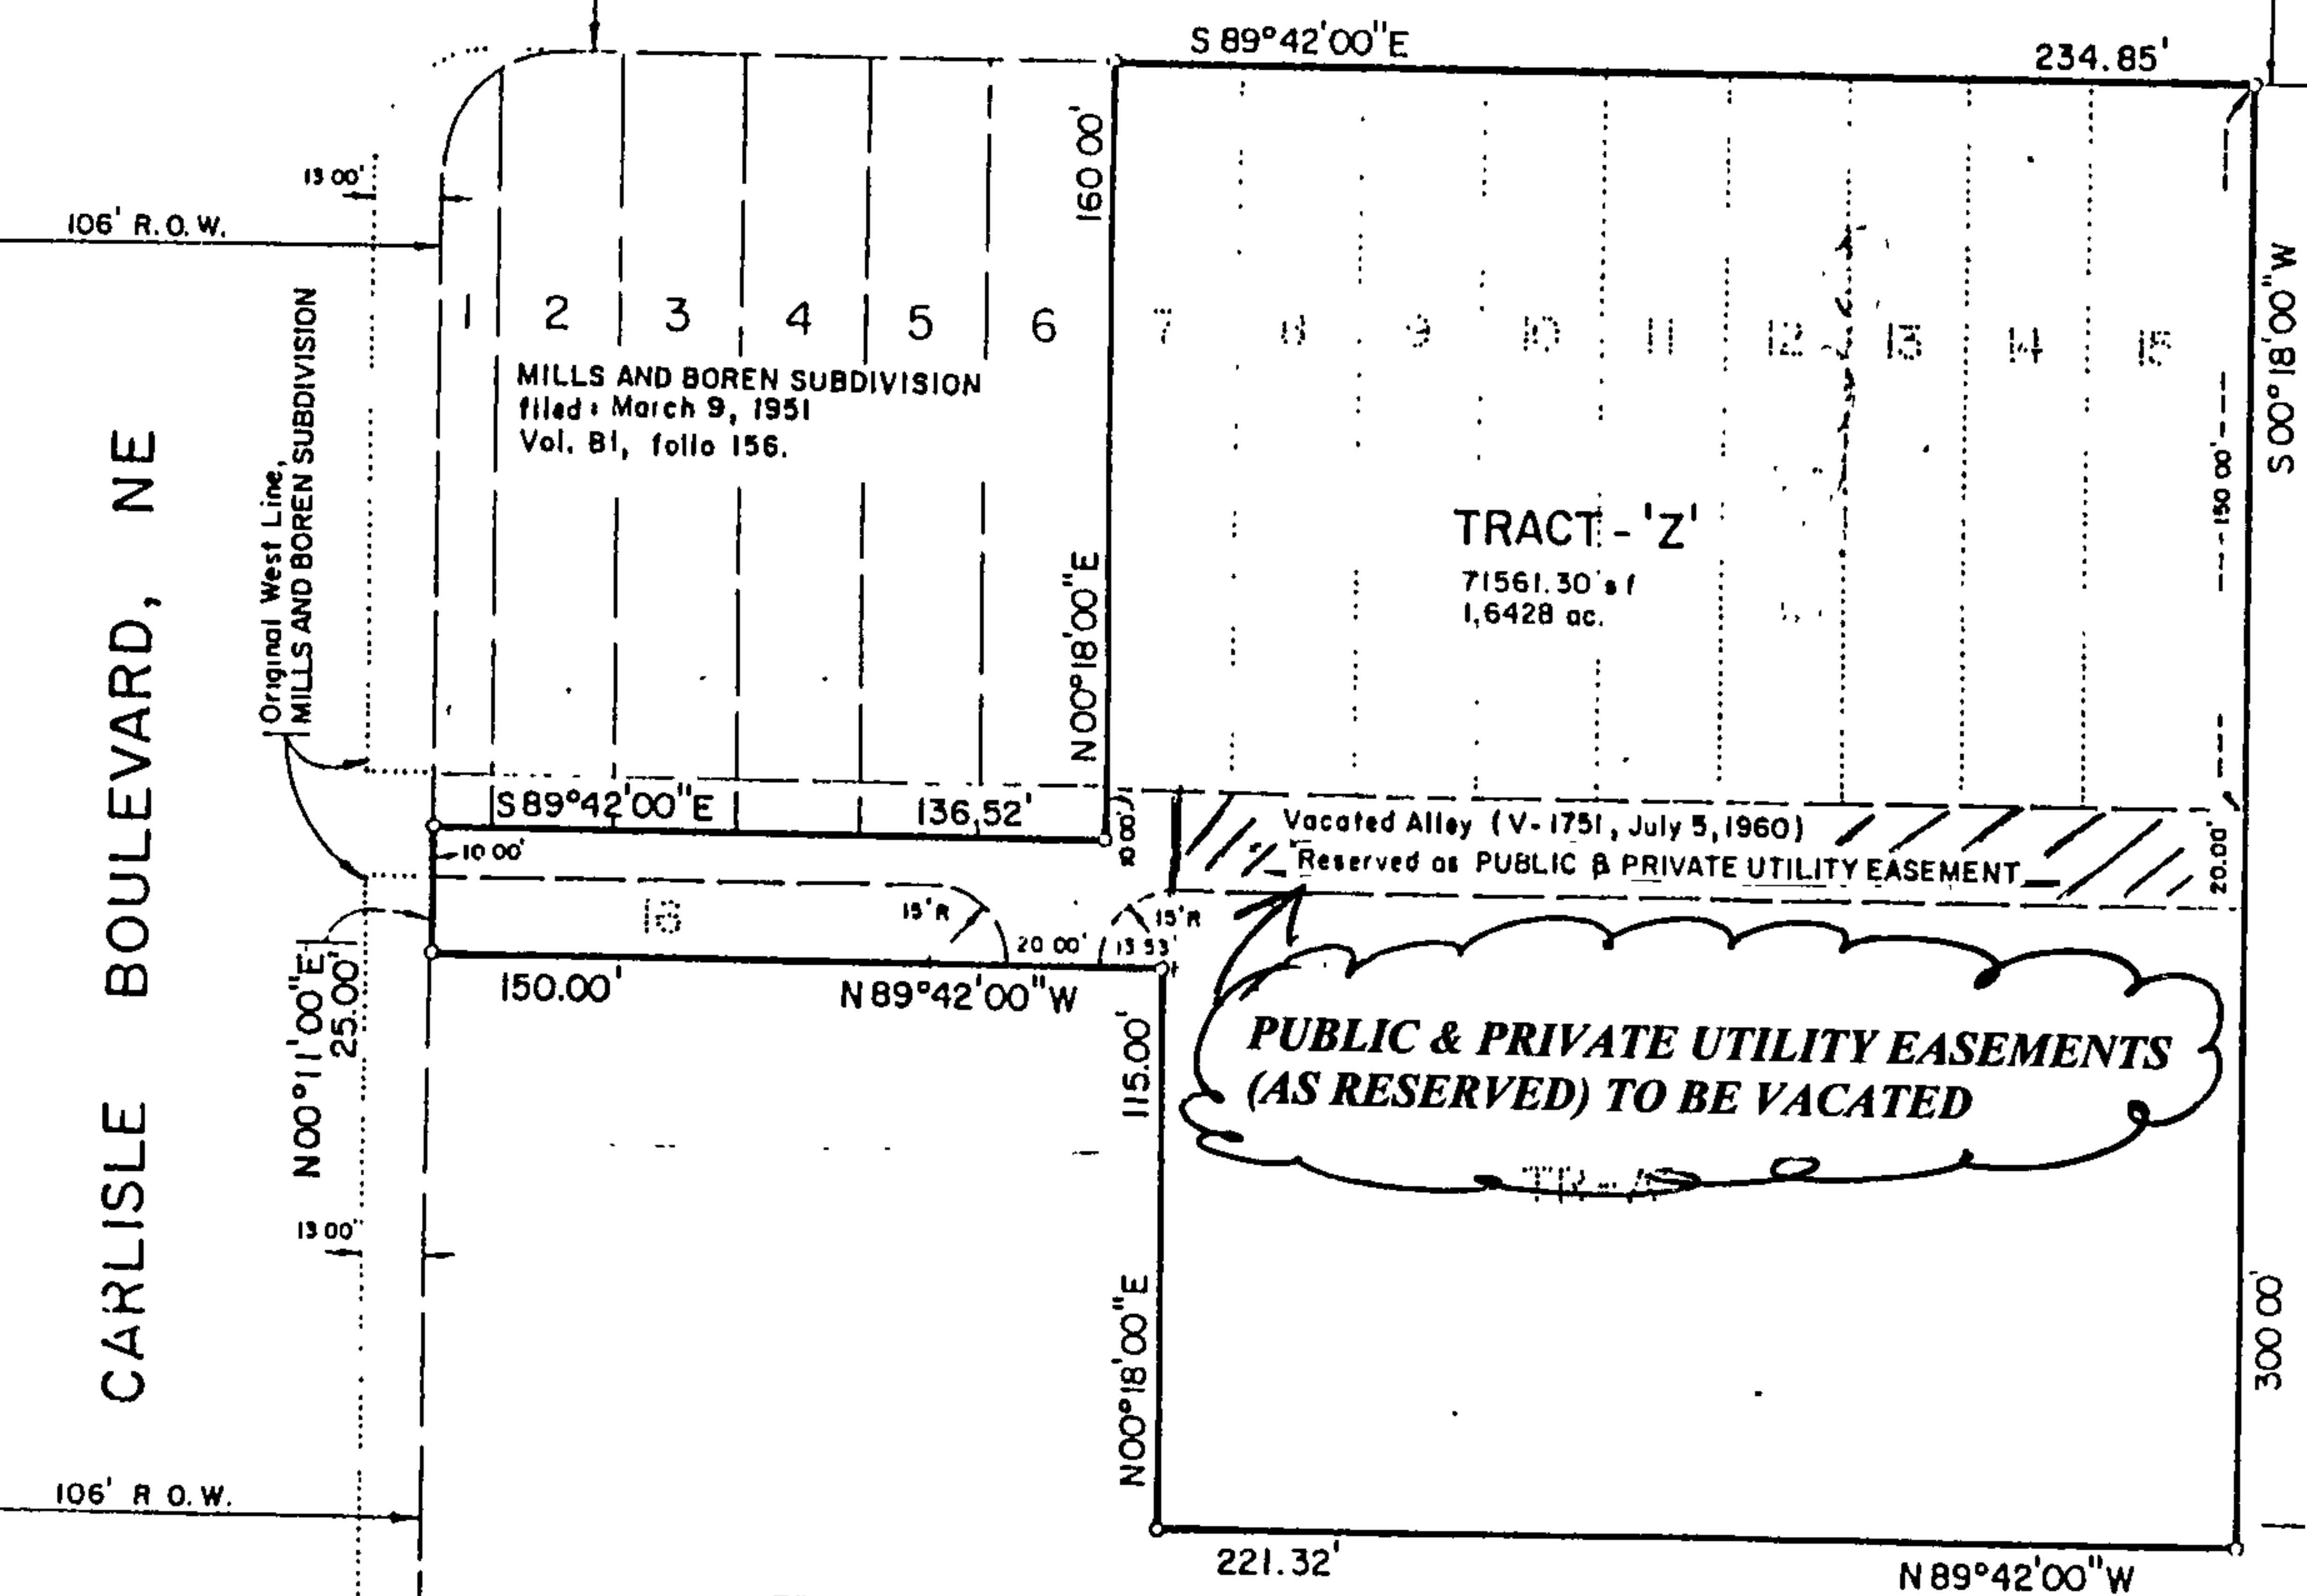 S 89°42'00"E
234.85'
160 00'
13 00'
106' R.O.W.
S 00°18'00"W
1
2
3
4
5
6
7
8
9
10
11
12
13
14
15
MILLS AND BOREN SUBDIVISION
filed: March 9, 1951
Vol. B1, folio 156.
Original West Line,
MILLS AND BOREN SUBDIVISION
CARLISLE BOULEVARD, NE
150 00'
TRACT - 'Z'
71561.30 sf
1,6428 ac.
N00°18'00"E
S 89°42'00"E
136.52'
10 00'
Vacated Alley (V-1751, July 5, 1960)
Reserved as PUBLIC & PRIVATE UTILITY EASEMENT
20.00'
15'R
15'R
20 00'
13 53'
150.00'
N 89°42'00"W
N00°11'00"E
25.00'
115.00'
PUBLIC & PRIVATE UTILITY EASEMENTS
(AS RESERVED) TO BE VACATED
13 00'
N00°18'00"E
300 00'
106' R O.W.
221.32'
N 89°42'00"W